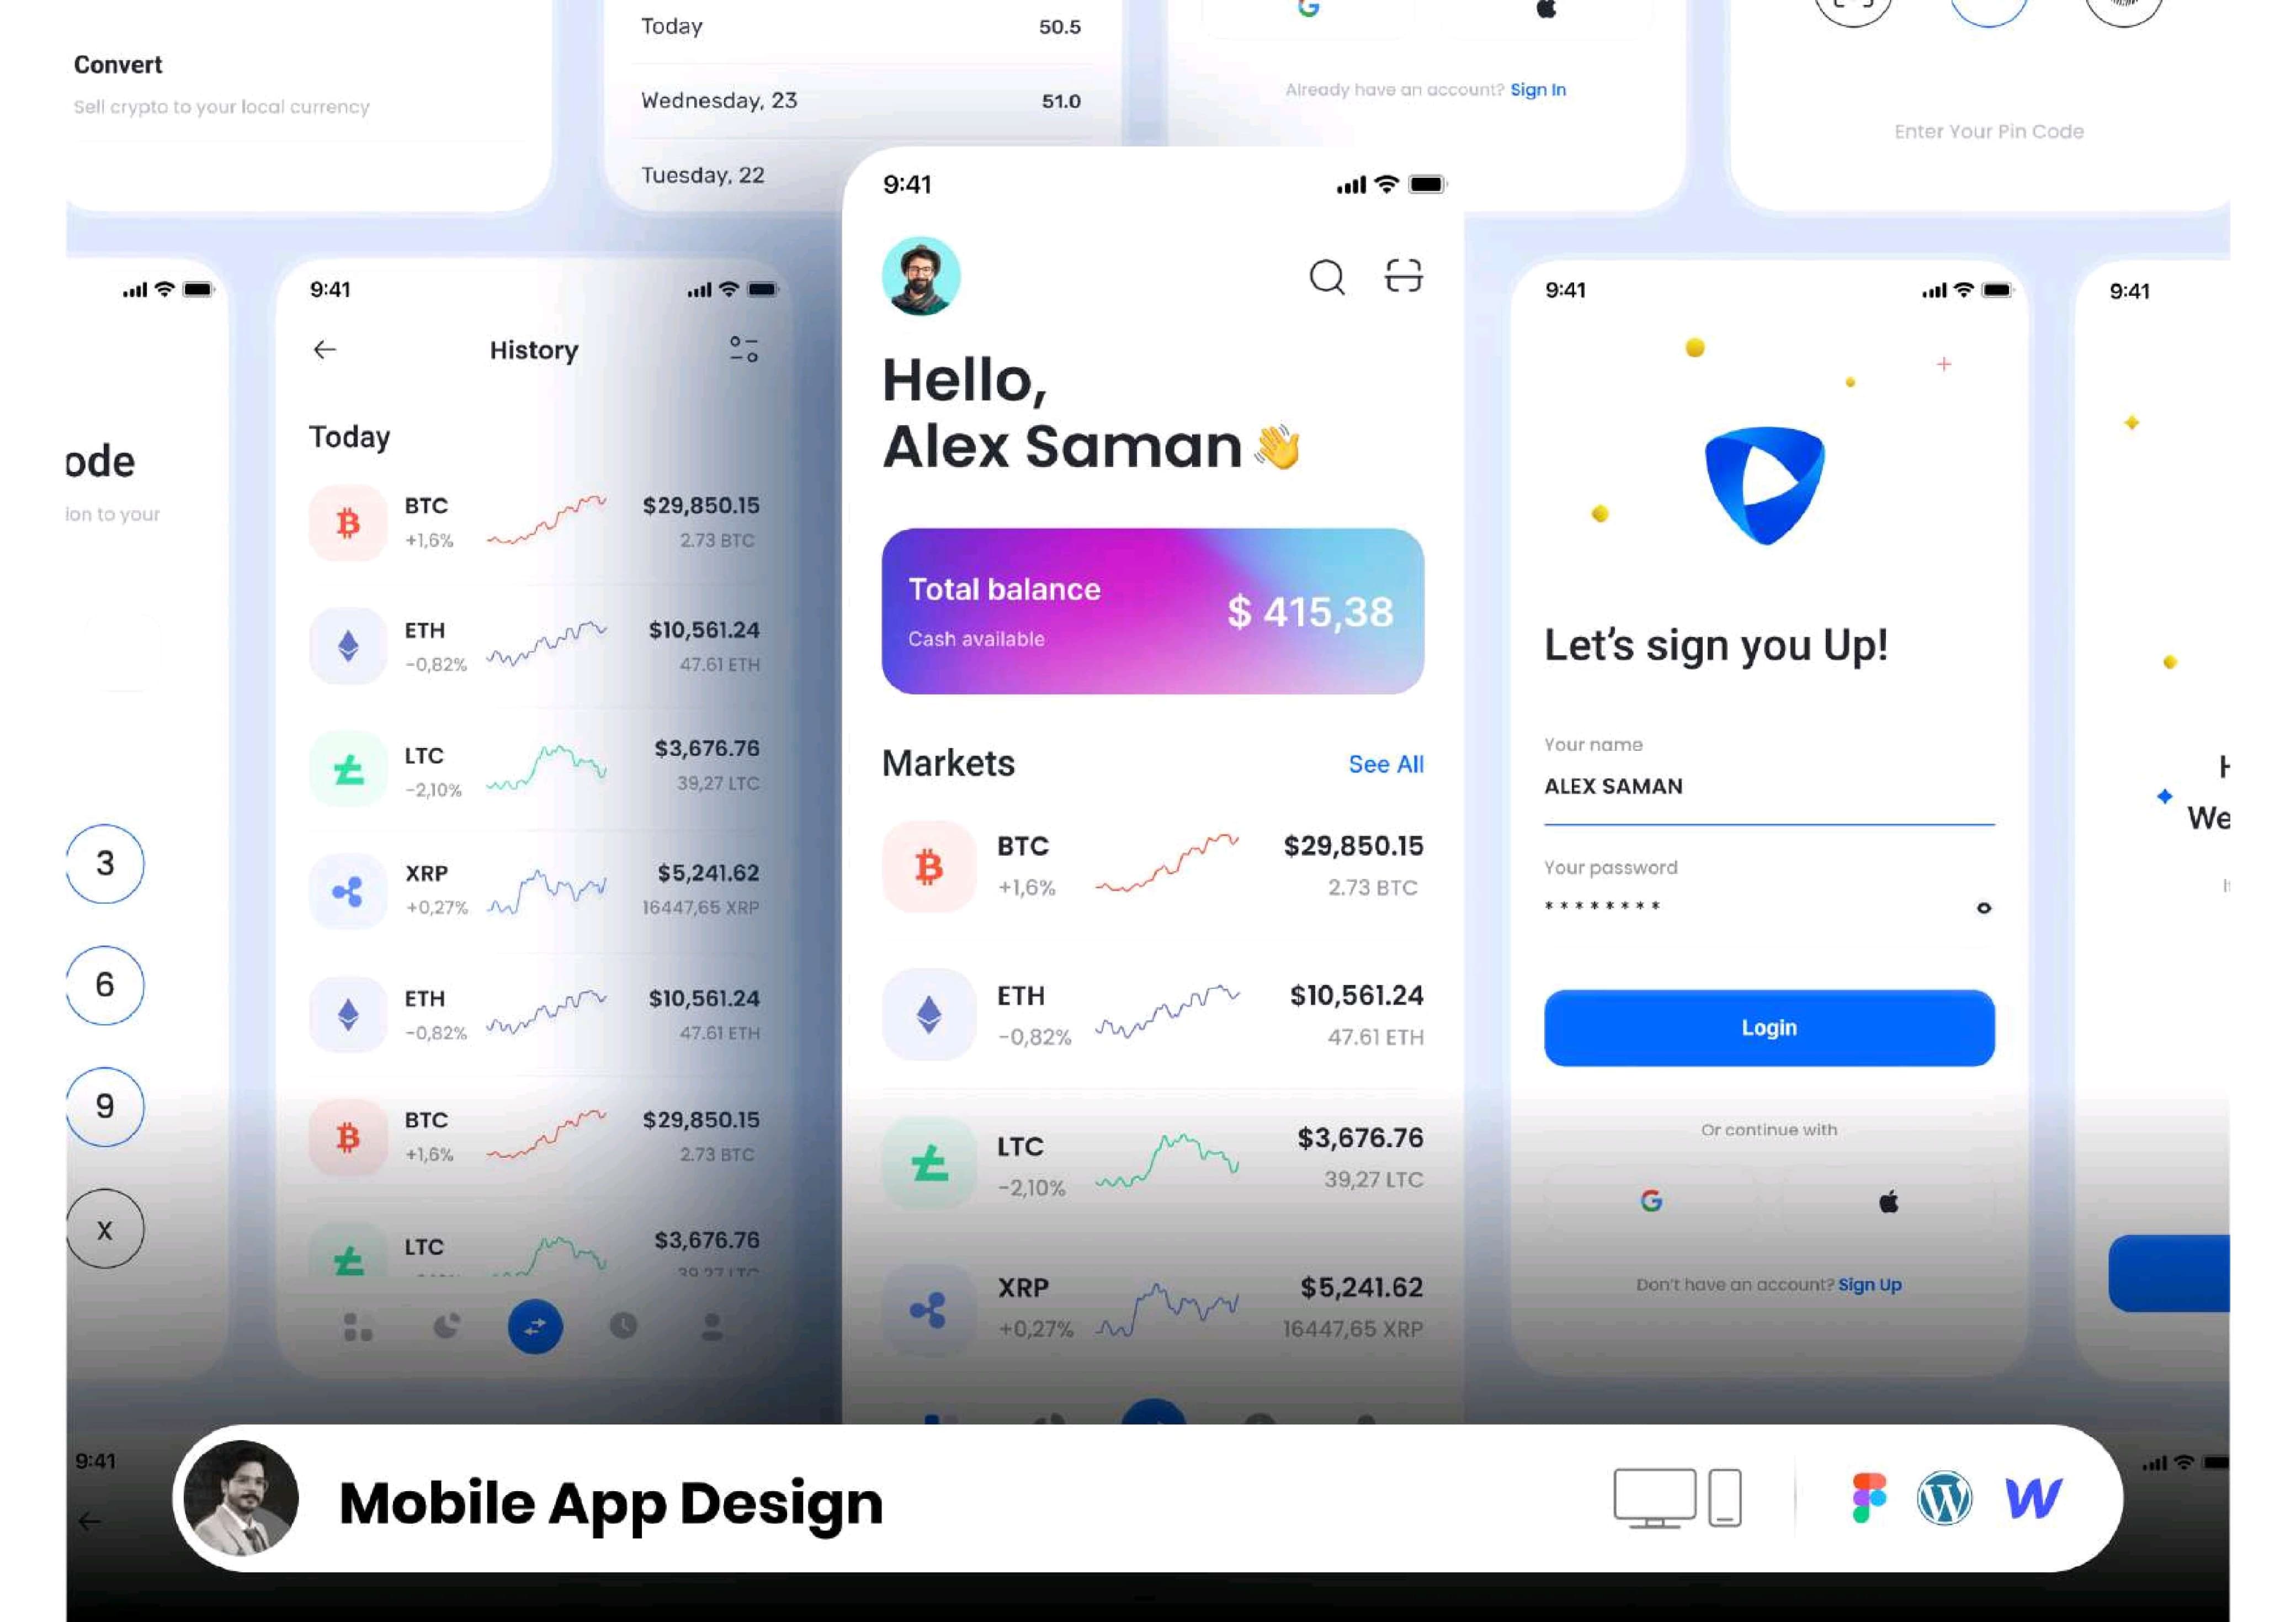 Convert
Sell crypto to your local currency
Today 50.5
Wednesday, 23 51.0
Tuesday, 22
Already have an account? Sign In
Enter Your Pin Code
ode
ion to your
3
6
9
X
9:41
History
Today
BTC $29,850.15
+1,6% 2.73 BTC
ETH $10,561.24
-0,82% 47.61 ETH
LTC $3,676.76
-2,10% 39,27 LTC
XRP $5,241.62
+0,27% 16447,65 XRP
ETH $10,561.24
-0,82% 47.61 ETH
BTC $29,850.15
+1,6% 2.73 BTC
LTC $3,676.76
39,27 LTC
9:41
Hello,
Alex Saman
Total balance
$ 415,38
Cash available
Markets See All
BTC $29,850.15
+1,6% 2.73 BTC
ETH $10,561.24
-0,82% 47.61 ETH
LTC $3,676.76
-2,10% 39,27 LTC
XRP $5,241.62
+0,27% 16447,65 XRP
9:41
Let's sign you Up!
Your name
ALEX SAMAN
Your password
********
Login
Or continue with
Don't have an account? Sign Up
9:41
We
9:41
Mobile App Design